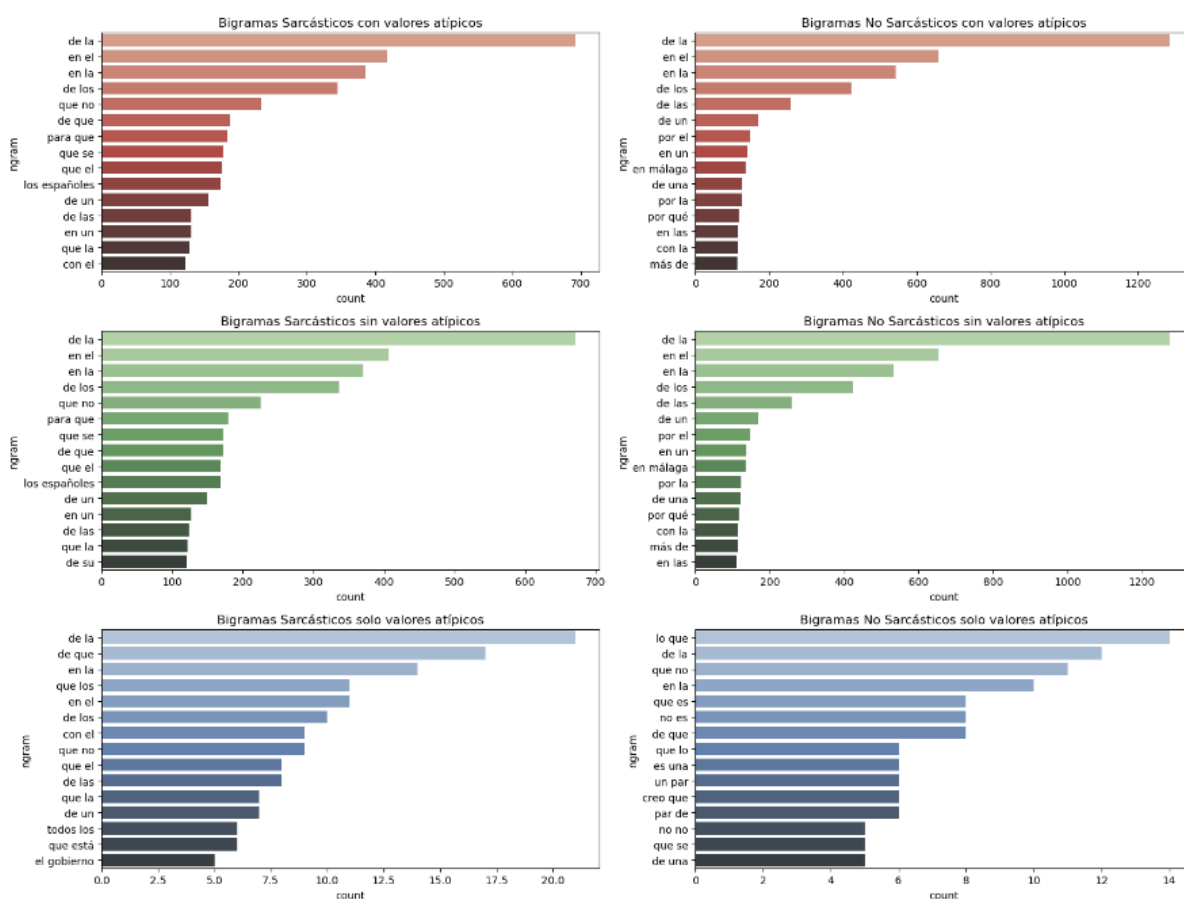 Bigramas Sarcásticos con valores atípicos
de la
en el
en la
de los
que no
de que
para que
que se
que el
los españoles
de un
de las
en un
que la
con el
ngram
0 100 200 300 400 500 600 700
count
Bigramas No Sarcásticos con valores atípicos
de la
en el
en la
de los
de las
de un
por el
en un
en málaga
de una
por la
por qué
en las
con la
más de
ngram
0 200 400 600 800 1000 1200
count
Bigramas Sarcásticos sin valores atípicos
de la
en el
en la
de los
que no
para que
que se
de que
que el
los españoles
de un
en un
de las
que la
de su
ngram
0 100 200 300 400 500 600 700
count
Bigramas No Sarcásticos sin valores atípicos
de la
en el
en la
de los
de las
de un
por el
en un
en málaga
por la
de una
por qué
con la
más de
en las
ngram
0 200 400 600 800 1000 1200
count
Bigramas Sarcásticos solo valores atípicos
de la
de que
en la
que los
en el
de los
con el
que no
que el
de las
que la
de un
todos los
que está
el gobierno
ngram
0.0 2.5 5.0 7.5 10.0 12.5 15.0 17.5 20.0
count
Bigramas No Sarcásticos solo valores atípicos
lo que
de la
que no
en la
que es
no es
de que
que lo
es una
un par
creo que
par de
no no
que se
de una
ngram
0 2 4 6 8 10 12 14
count